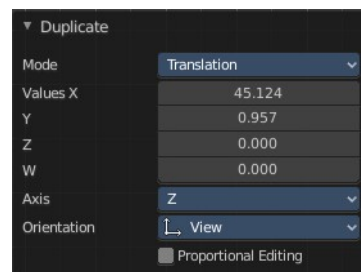 Duplicate
Mode Translation
Values X 45.124
Y 0.957
Z 0.000
W 0.000
Axis Z
Orientation View
Proportional Editing